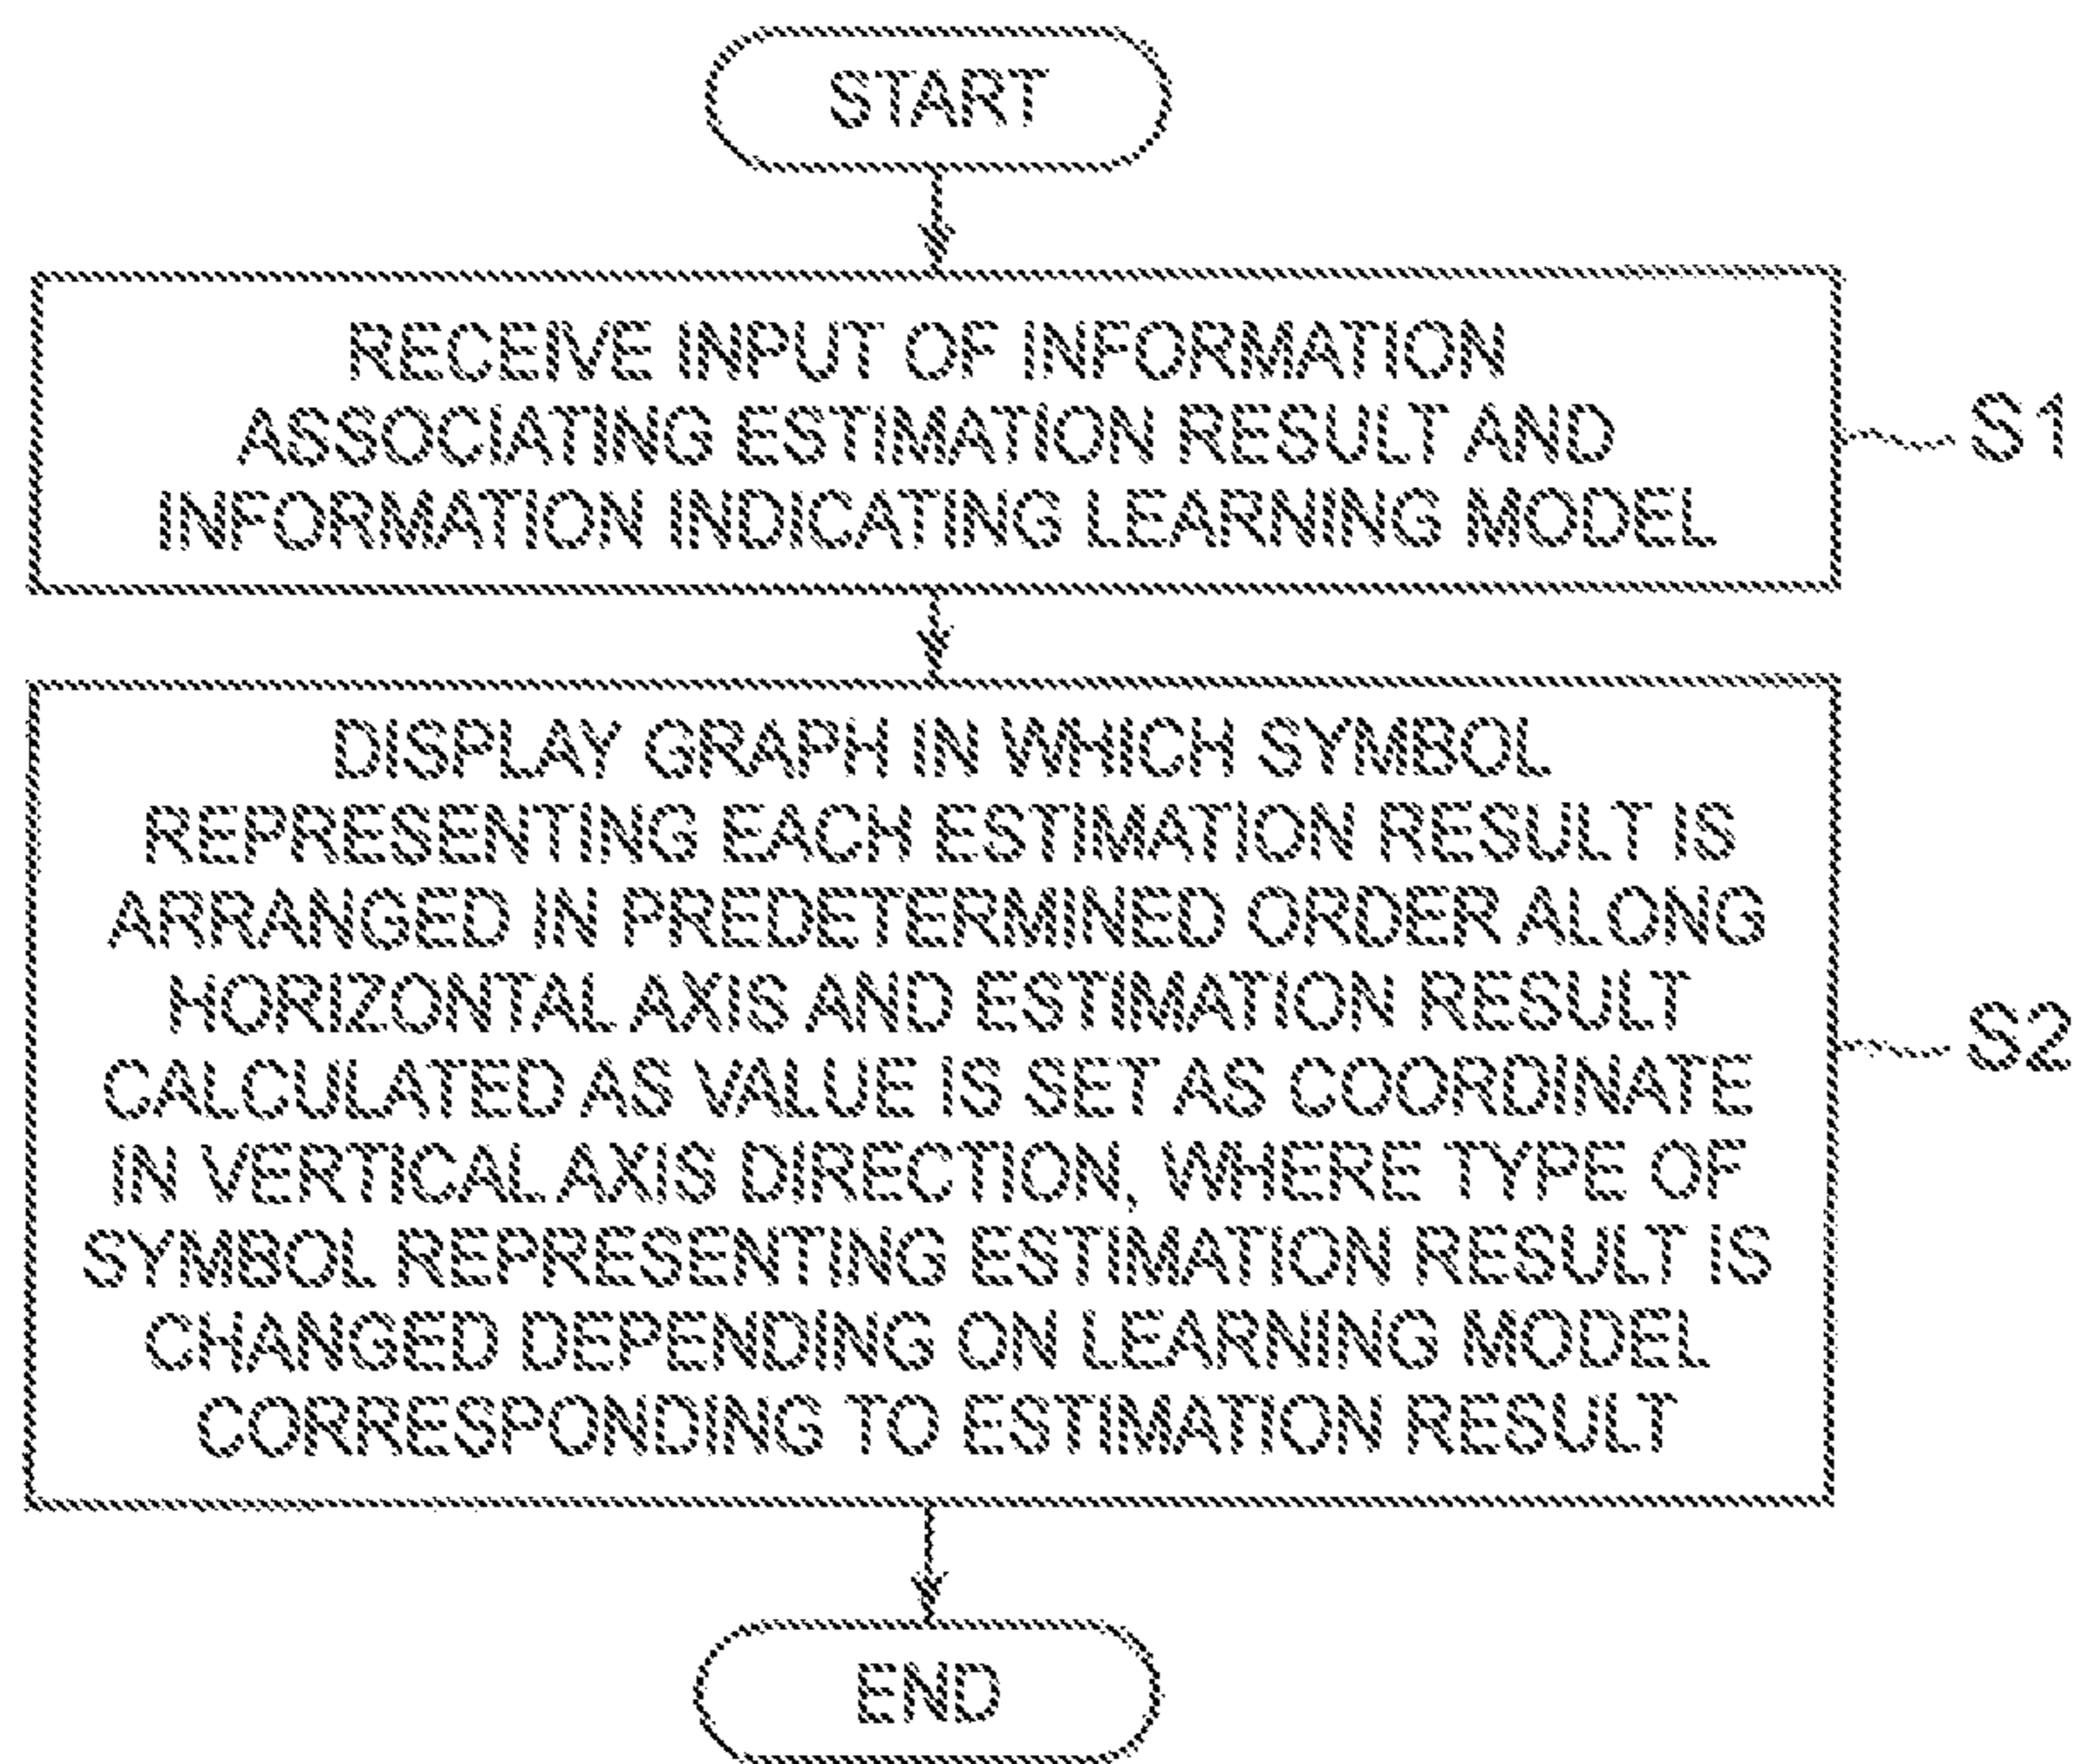 START
RECEIVE INPUT OF INFORMATION
ASSOCIATING ESTIMATION RESULT AND
INFORMATION INDICATING LEARNING MODEL
S1
DISPLAY GRAPH IN WHICH SYMBOL
REPRESENTING EACH ESTIMATION RESULT IS
ARRANGED IN PREDETERMINED ORDER ALONG
HORIZONTAL AXIS AND ESTIMATION RESULT
CALCULATED AS VALUE IS SET AS COORDINATE
IN VERTICAL AXIS DIRECTION, WHERE TYPE OF
SYMBOL REPRESENTING ESTIMATION RESULT IS
CHANGED DEPENDING ON LEARNING MODEL
CORRESPONDING TO ESTIMATION RESULT
S2
END